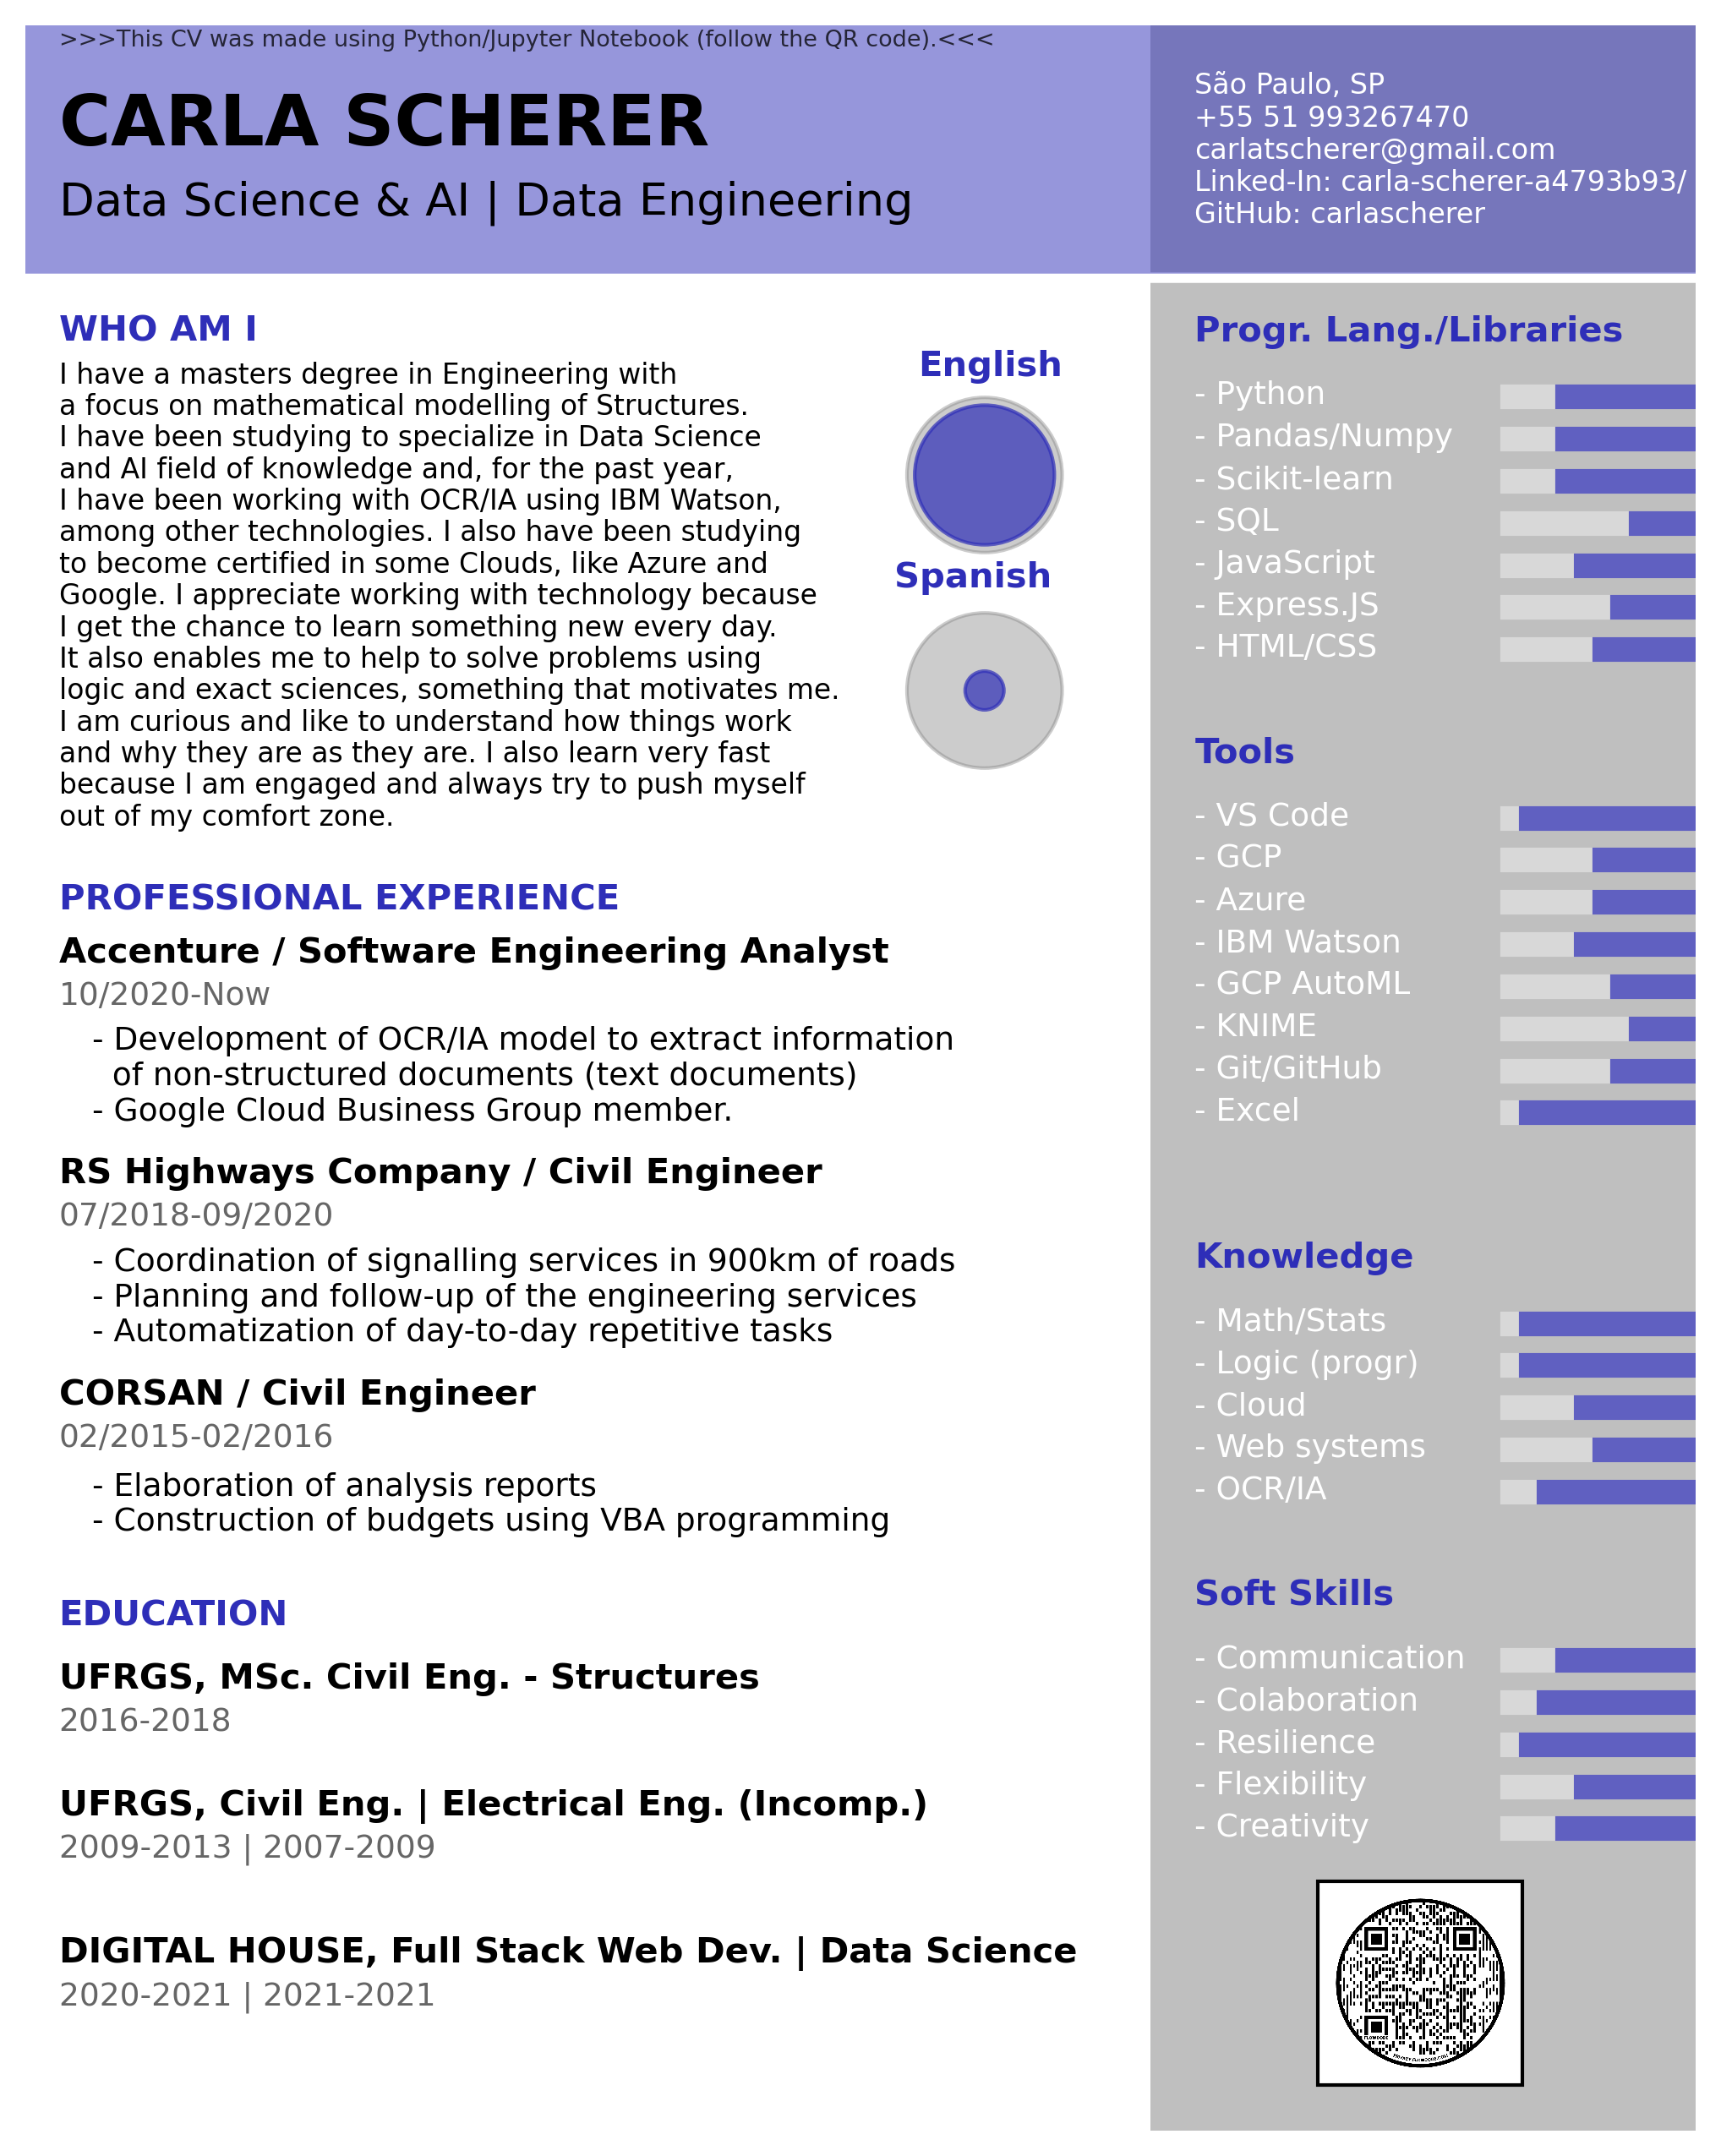 >>>This CV was made using Python/Jupyter Notebook (follow the QR code).<<<
CARLA SCHERER
Data Science & AI | Data Engineering
São Paulo, SP
+55 51 993267470
carlatscherer@gmail.com
Linked-In: carla-scherer-a4793b93/
GitHub: carlascherer
WHO AM I
I have a masters degree in Engineering with
a focus on mathematical modelling of Structures.
I have been studying to specialize in Data Science
and AI field of knowledge and, for the past year,
I have been working with OCR/IA using IBM Watson,
among other technologies. I also have been studying
to become certified in some Clouds, like Azure and
Google. I appreciate working with technology because
I get the chance to learn something new every day.
It also enables me to help to solve problems using
logic and exact sciences, something that motivates me.
I am curious and like to understand how things work
and why they are as they are. I also learn very fast
because I am engaged and always try to push myself
out of my comfort zone.
English
Spanish
PROFESSIONAL EXPERIENCE
Accenture / Software Engineering Analyst
10/2020-Now
- Development of OCR/IA model to extract information
of non-structured documents (text documents)
- Google Cloud Business Group member.
RS Highways Company / Civil Engineer
07/2018-09/2020
- Coordination of signalling services in 900km of roads
- Planning and follow-up of the engineering services
- Automatization of day-to-day repetitive tasks
CORSAN / Civil Engineer
02/2015-02/2016
- Elaboration of analysis reports
- Construction of budgets using VBA programming
EDUCATION
UFRGS, MSc. Civil Eng. - Structures
2016-2018
UFRGS, Civil Eng. | Electrical Eng. (Incomp.)
2009-2013 | 2007-2009
DIGITAL HOUSE, Full Stack Web Dev. | Data Science
2020-2021 | 2021-2021
Progr. Lang./Libraries
- Python
- Pandas/Numpy
- Scikit-learn
- SQL
- JavaScript
- Express.JS
- HTML/CSS
Tools
- VS Code
- GCP
- Azure
- IBM Watson
- GCP AutoML
- KNIME
- Git/GitHub
- Excel
Knowledge
- Math/Stats
- Logic (progr)
- Cloud
- Web systems
- OCR/IA
Soft Skills
- Communication
- Colaboration
- Resilience
- Flexibility
- Creativity